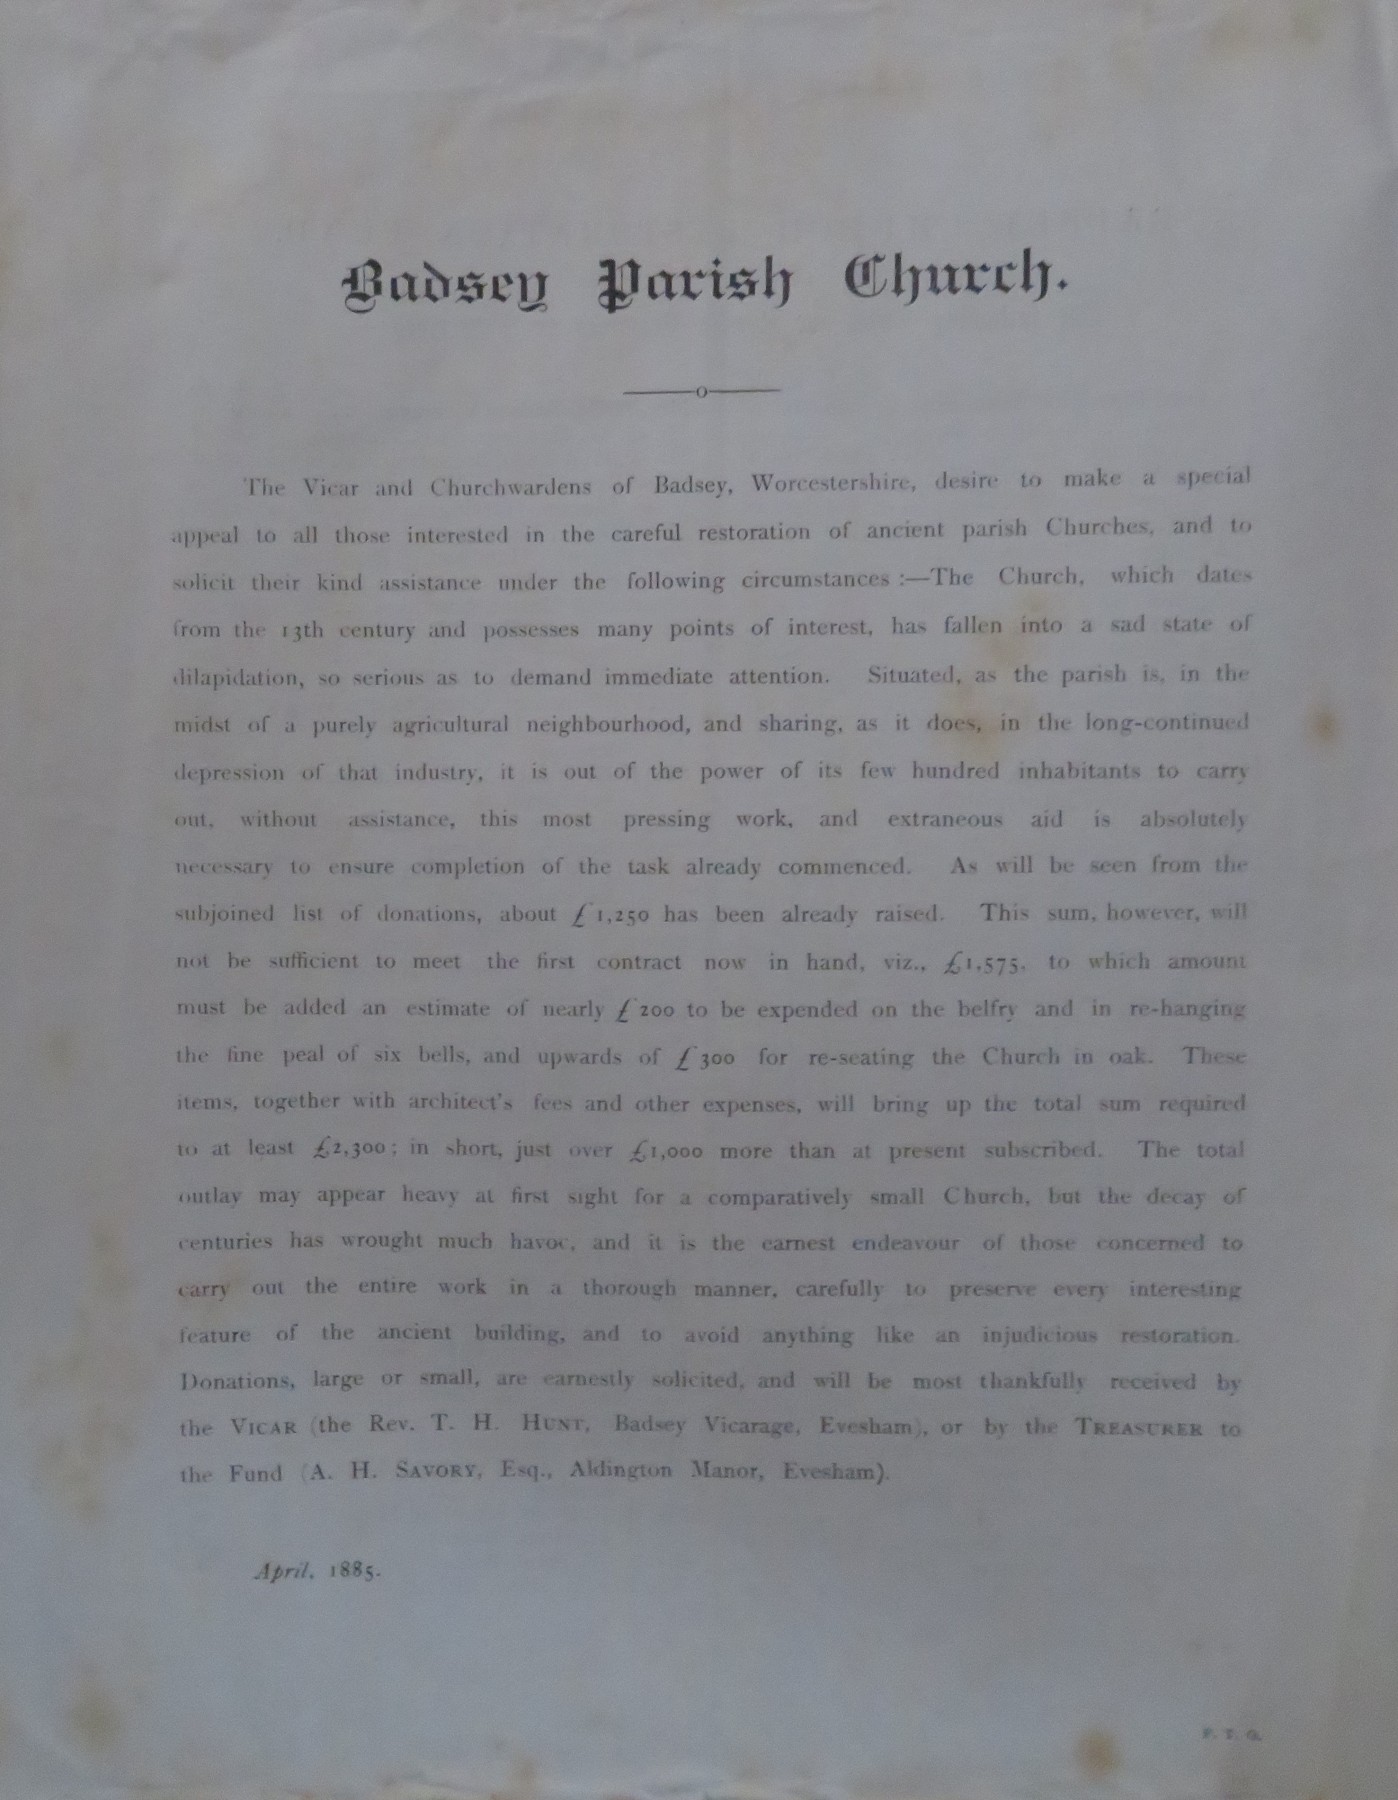 Badsey Parish Church.
The Vicar and Churchwardens of Badsey, Worcestershire, desire to make a special
appeal to all those interested in the careful restoration of ancient parish Churches, and to
solicit their kind assistance under the following circumstances :—The Church, which dates
from the 13th century and possesses many points of interest, has fallen into a sad state of
dilapidation, so serious as to demand immediate attention. Situated, as the parish is, in the
midst of a purely agricultural neighbourhood, and sharing, as it does, in the long-continued
depression of that industry, it is out of the power of its few hundred inhabitants to carry
out, without assistance, this most pressing work, and extraneous aid is absolutely
necessary to ensure completion of the task already commenced. As will be seen from the
subjoined list of donations, about £1,250 has been already raised. This sum, however, will
not be sufficient to meet the first contract now in hand, viz., £1,575, to which amount
must be added an estimate of nearly £200 to be expended on the belfry and in re-hanging
the fine peal of six bells, and upwards of £300 for re-seating the Church in oak. These
items, together with architect's fees and other expenses, will bring up the total sum required
to at least £2,300; in short, just over £1,000 more than at present subscribed. The total
outlay may appear heavy at first sight for a comparatively small Church, but the decay of
centuries has wrought much havoc, and it is the earnest endeavour of those concerned to
carry out the entire work in a thorough manner, carefully to preserve every interesting
feature of the ancient building, and to avoid anything like an injudicious restoration.
Donations, large or small, are earnestly solicited, and will be most thankfully received by
the VICAR (the Rev. T. H. HUNT, Badsey Vicarage, Evesham), or by the TREASURER to
the Fund (A. H. SAVORY, Esq., Aldington Manor, Evesham).
April, 1885.
P. T. O.